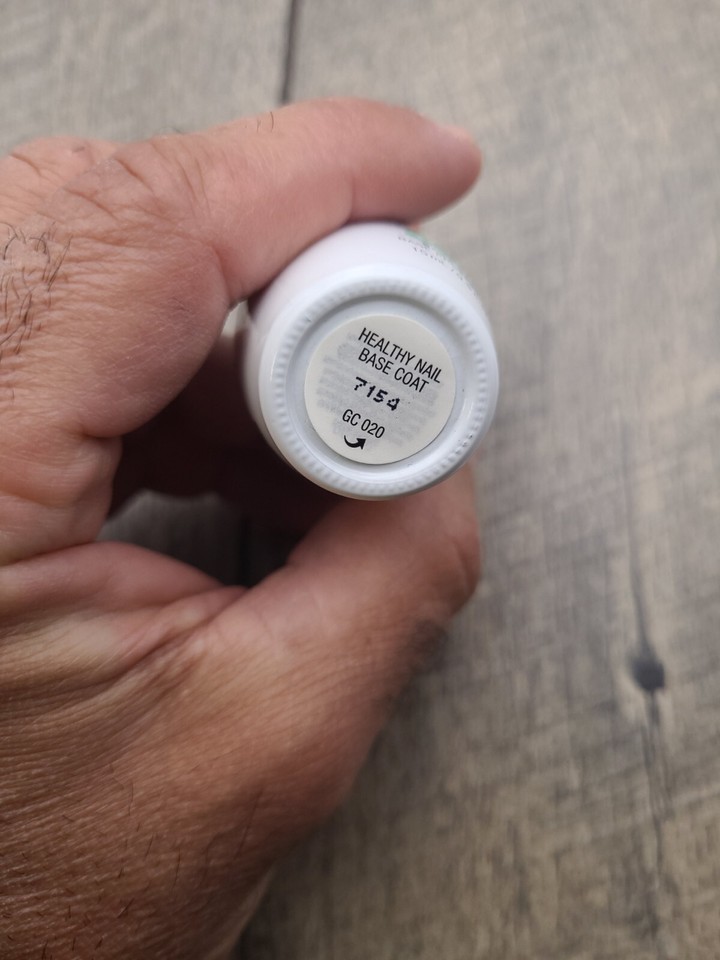 HEALTHY NAIL
BASE COAT
7154
GC 020